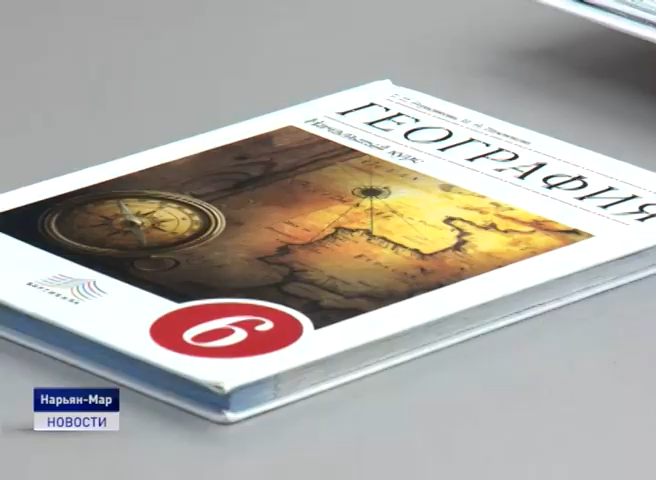 ГЕОГРАФИЯ
Начальный курс
6
Нарьян-Мар
НОВОСТИ